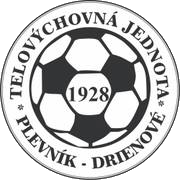 TELOVÝCHOVNÁ JEDNOTA
1928
* PLEVNÍK - DRIENOVÉ *